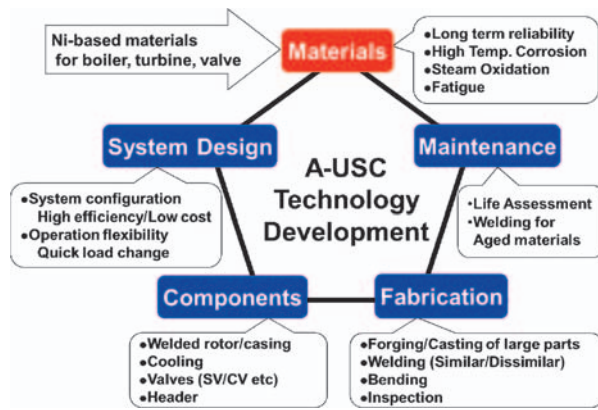 Ni-based materials
for boiler, turbine, valve
Materials
●Long term reliability
●High Temp. Corrosion
●Steam Oxidation
●Fatigue
System Design
Maintenance
A-USC
Technology
Development
●System configuration
High efficiency/Low cost
●Operation flexibility
Quick load change
•Life Assessment
•Welding for
Aged materials
Components
Fabrication
●Welded rotor/casing
●Cooling
●Valves (SV/CV etc)
●Header
●Forging/Casting of large parts
●Welding (Similar/Dissimilar)
●Bending
●Inspection